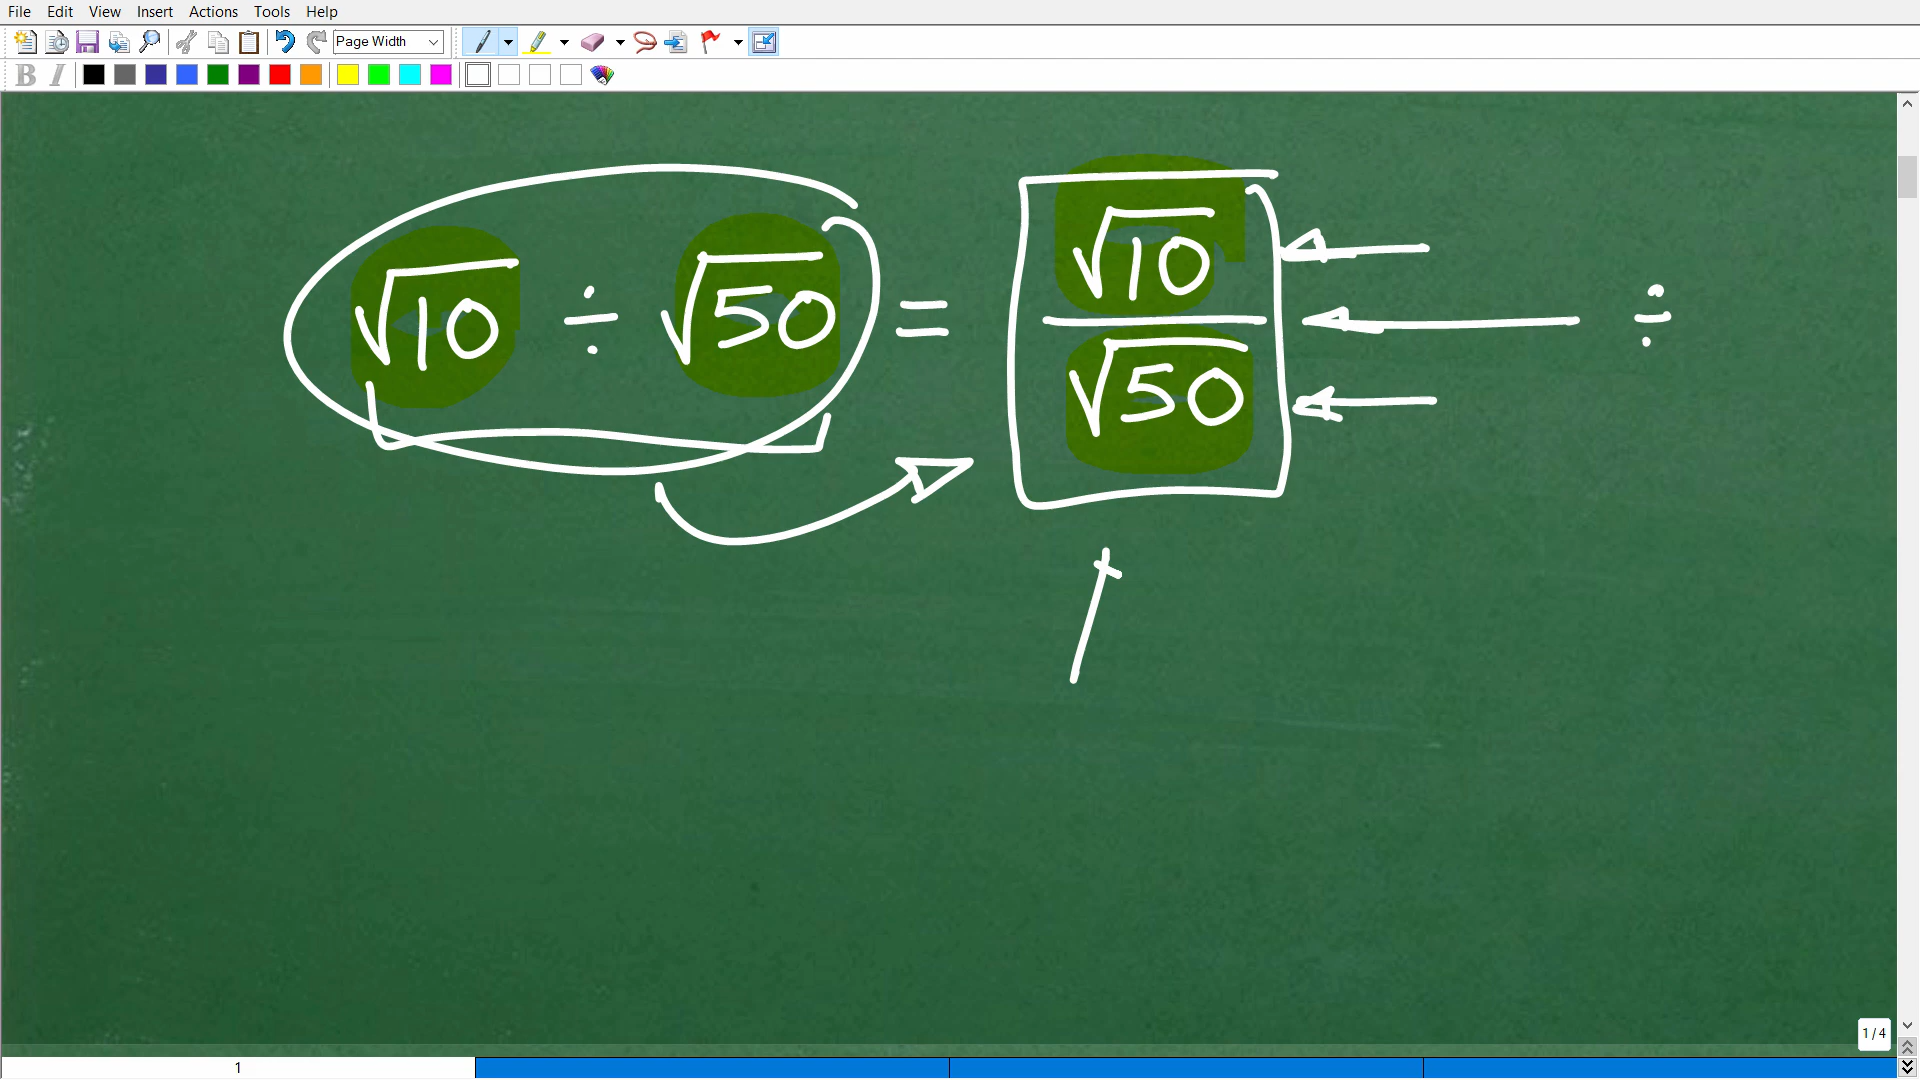 File Edit View Insert Actions Tools Help
Page Width
B I
√10 ÷ √50 = √10 / √50 ÷
1 / 4
1